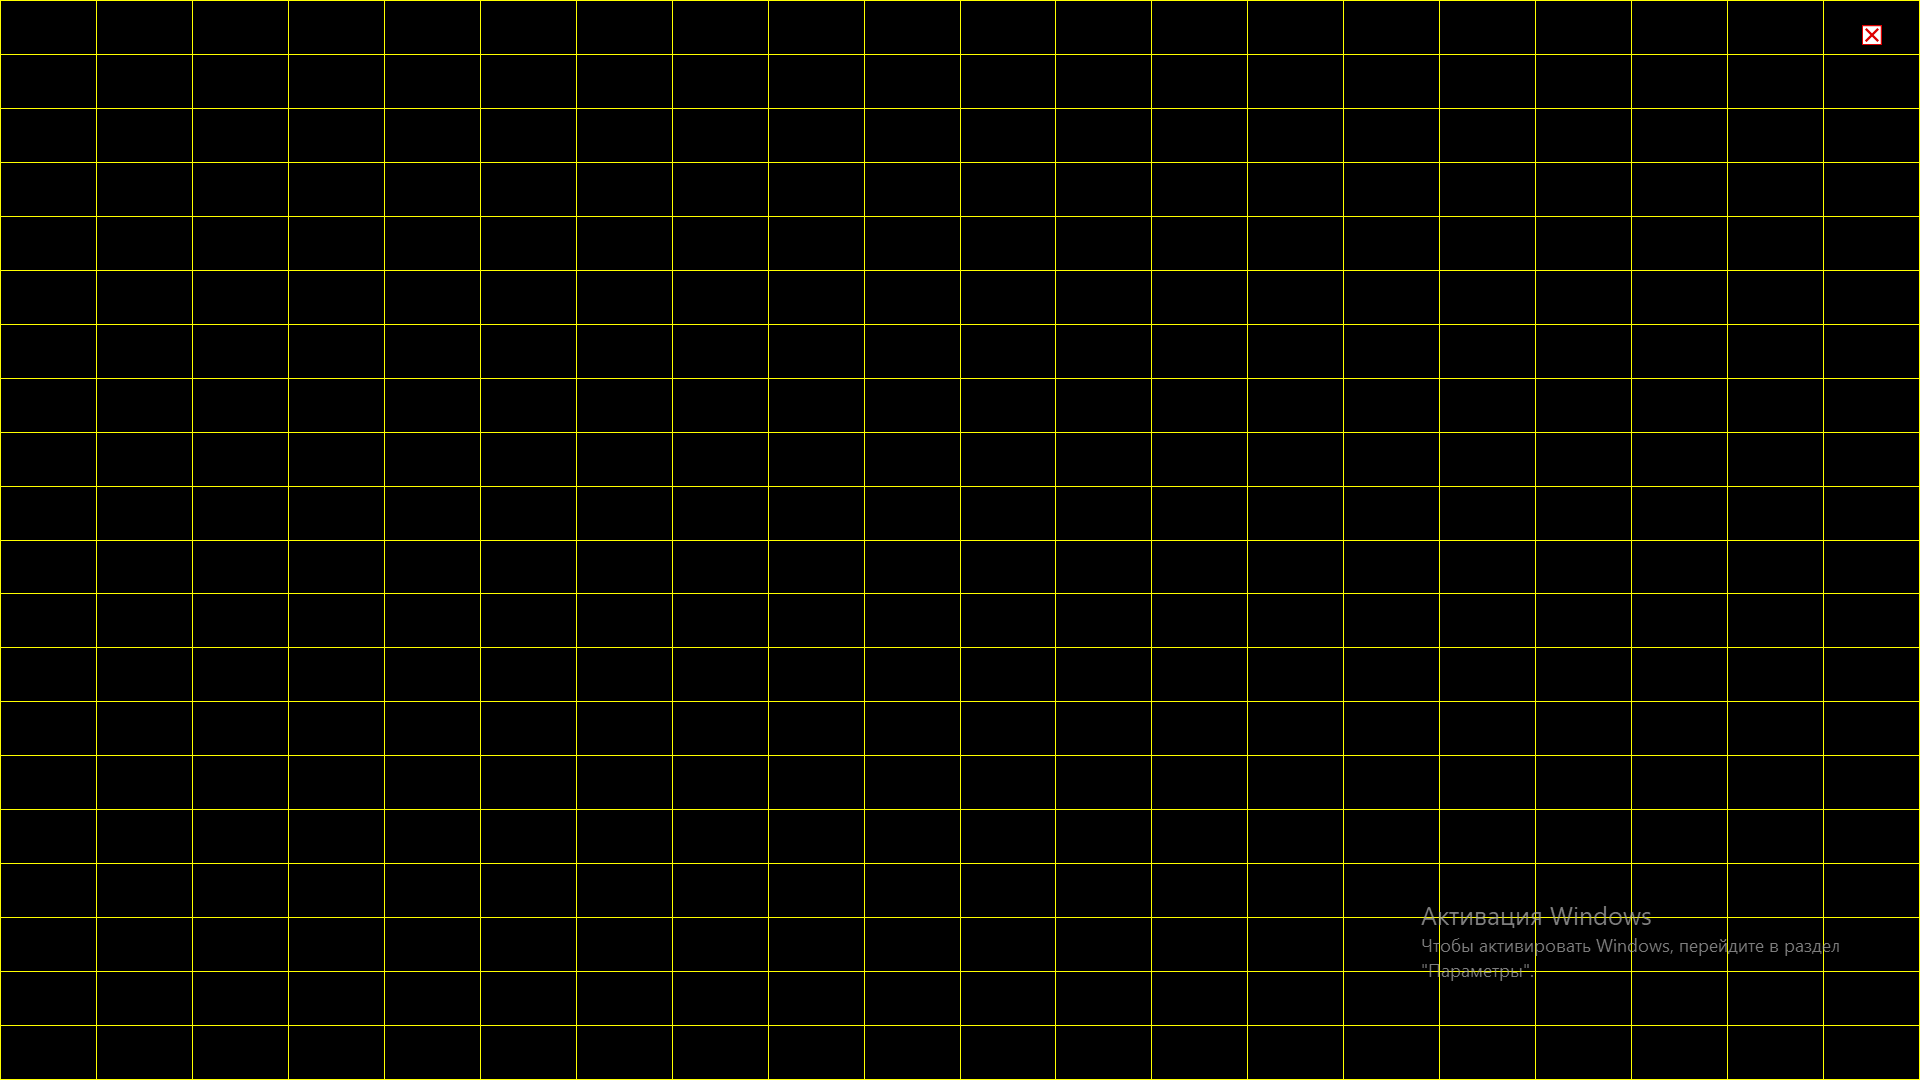 Активация Windows
Чтобы активировать Windows, перейдите в раздел
"Параметры".